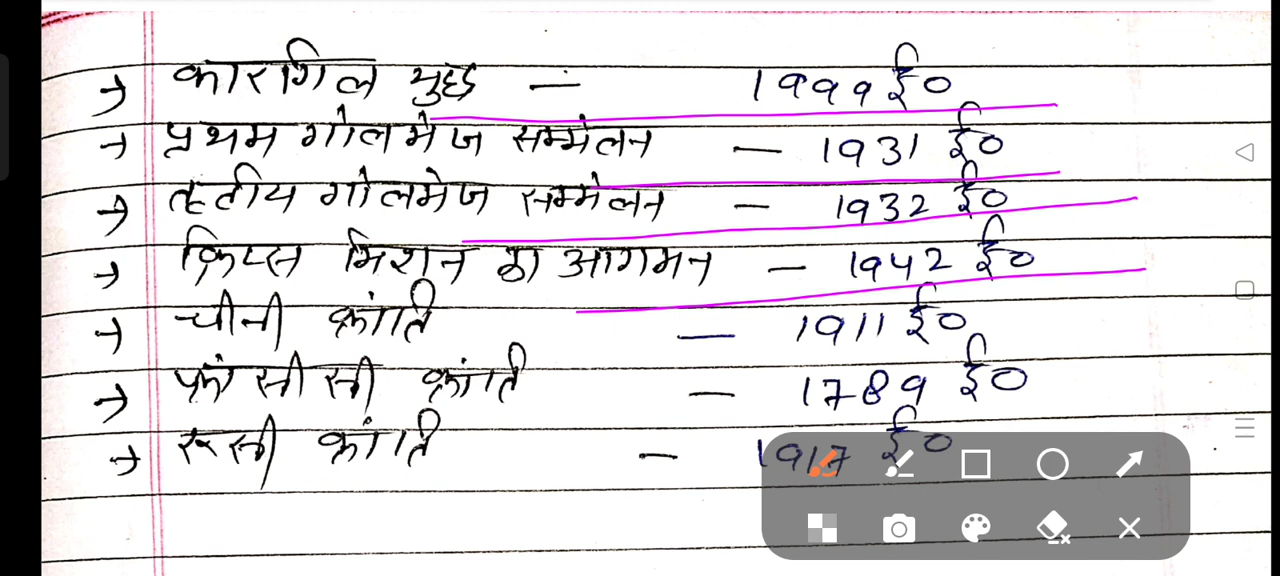 → कारगिल युद्ध — 1999 ई०
→ प्रथम गोलमेज सम्मेलन — 1931 ई०
→ तृतीय गोलमेज सम्मेलन — 1932 ई०
→ क्रिप्स मिशन का आगमन — 1942 ई०
→ चीनी क्रांति — 1911 ई०
→ फ्रांसीसी क्रांति — 1789 ई०
→ रूसी क्रांति — 1917 ई०